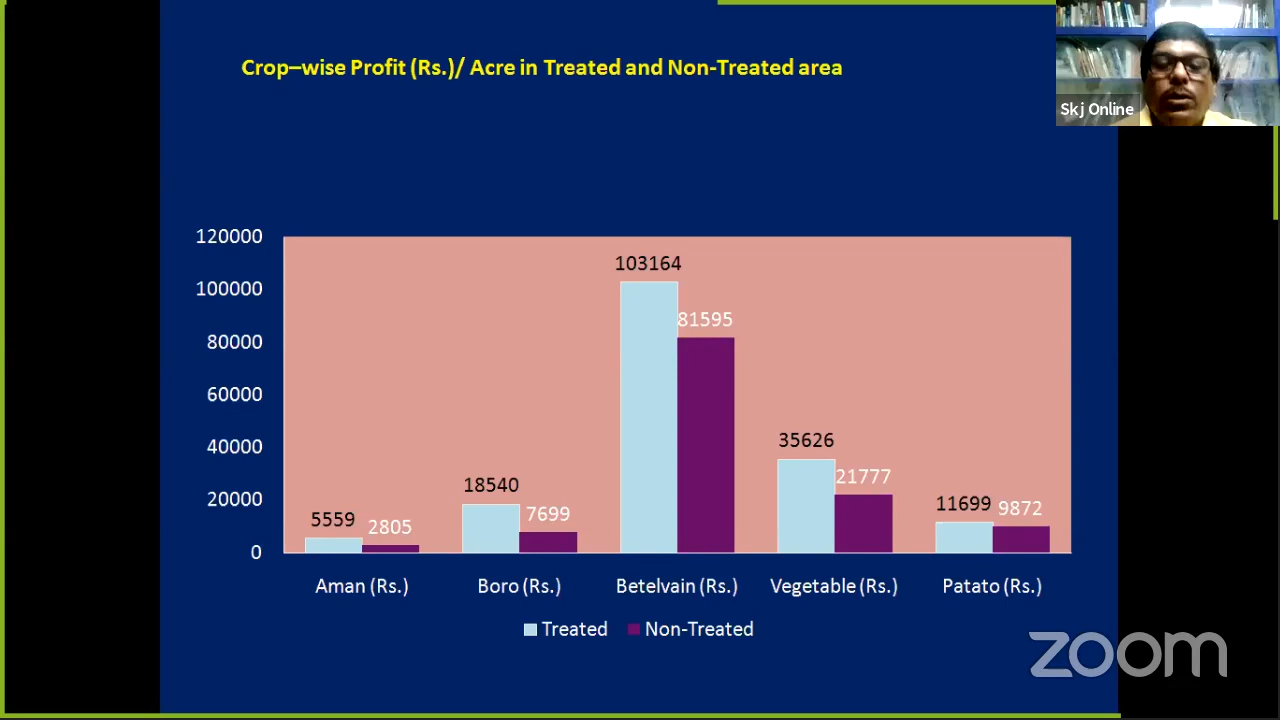 Crop–wise Profit (Rs.)/ Acre in Treated and Non-Treated area
Skj Online
120000
100000
80000
60000
40000
20000
0
103164
81595
35626
21777
18540
7699
11699
9872
5559
2805
Aman (Rs.)
Boro (Rs.)
Betelvain (Rs.)
Vegetable (Rs.)
Patato (Rs.)
Treated
Non-Treated
zoom